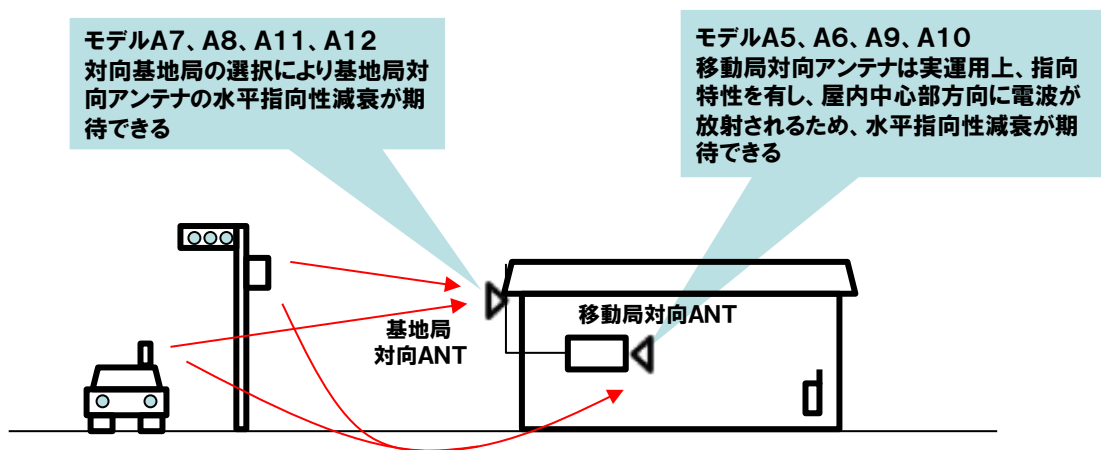 モデルA7、A8、A11、A12
対向基地局の選択により基地局対
向アンテナの水平指向性減衰が期
待できる
モデルA5、A6、A9、A10
移動局対向アンテナは実運用上、指向
特性を有し、屋内中心部方向に電波が
放射されるため、水平指向性減衰が期
待できる
基地局
対向ANT
移動局対向ANT